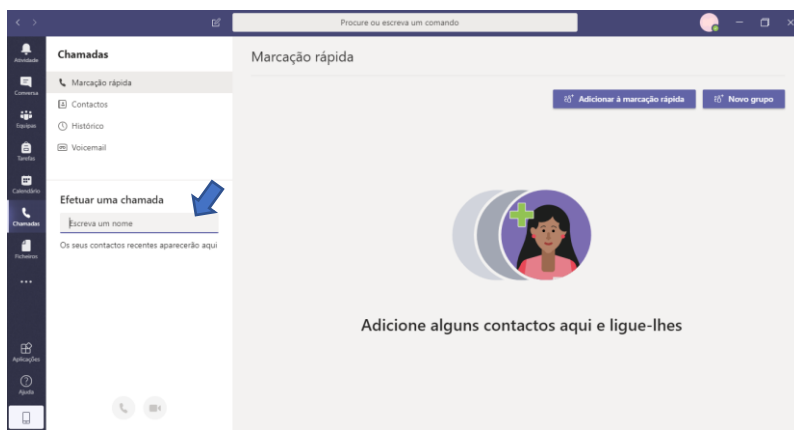 Procure ou escreva um comando
Atividade
Conversa
Equipas
Tarefas
Calendário
Chamadas
Ficheiros
Aplicações
Ajuda
Chamadas
Marcação rápida
Contactos
Histórico
Voicemail
Efetuar uma chamada
Escreva um nome
Os seus contactos recentes aparecerão aqui
Marcação rápida
Adicionar à marcação rápida
Novo grupo
Adicione alguns contactos aqui e ligue-lhes